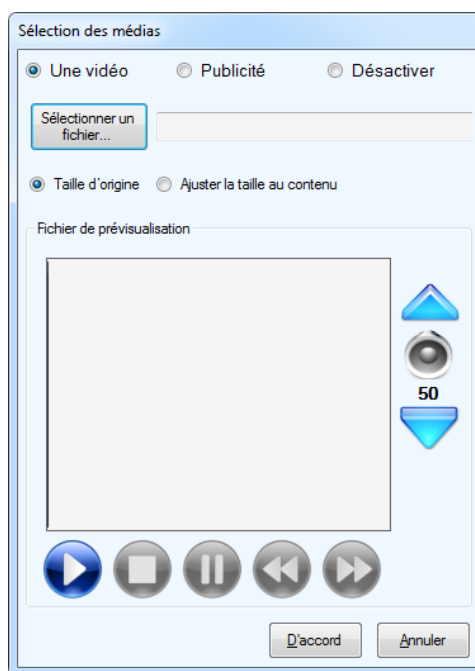 Sélection des médias
Une vidéo Publicité Désactiver
Sélectionner un
fichier...
Taille d'origine Ajuster la taille au contenu
Fichier de prévisualisation
50
D'accord Annuler